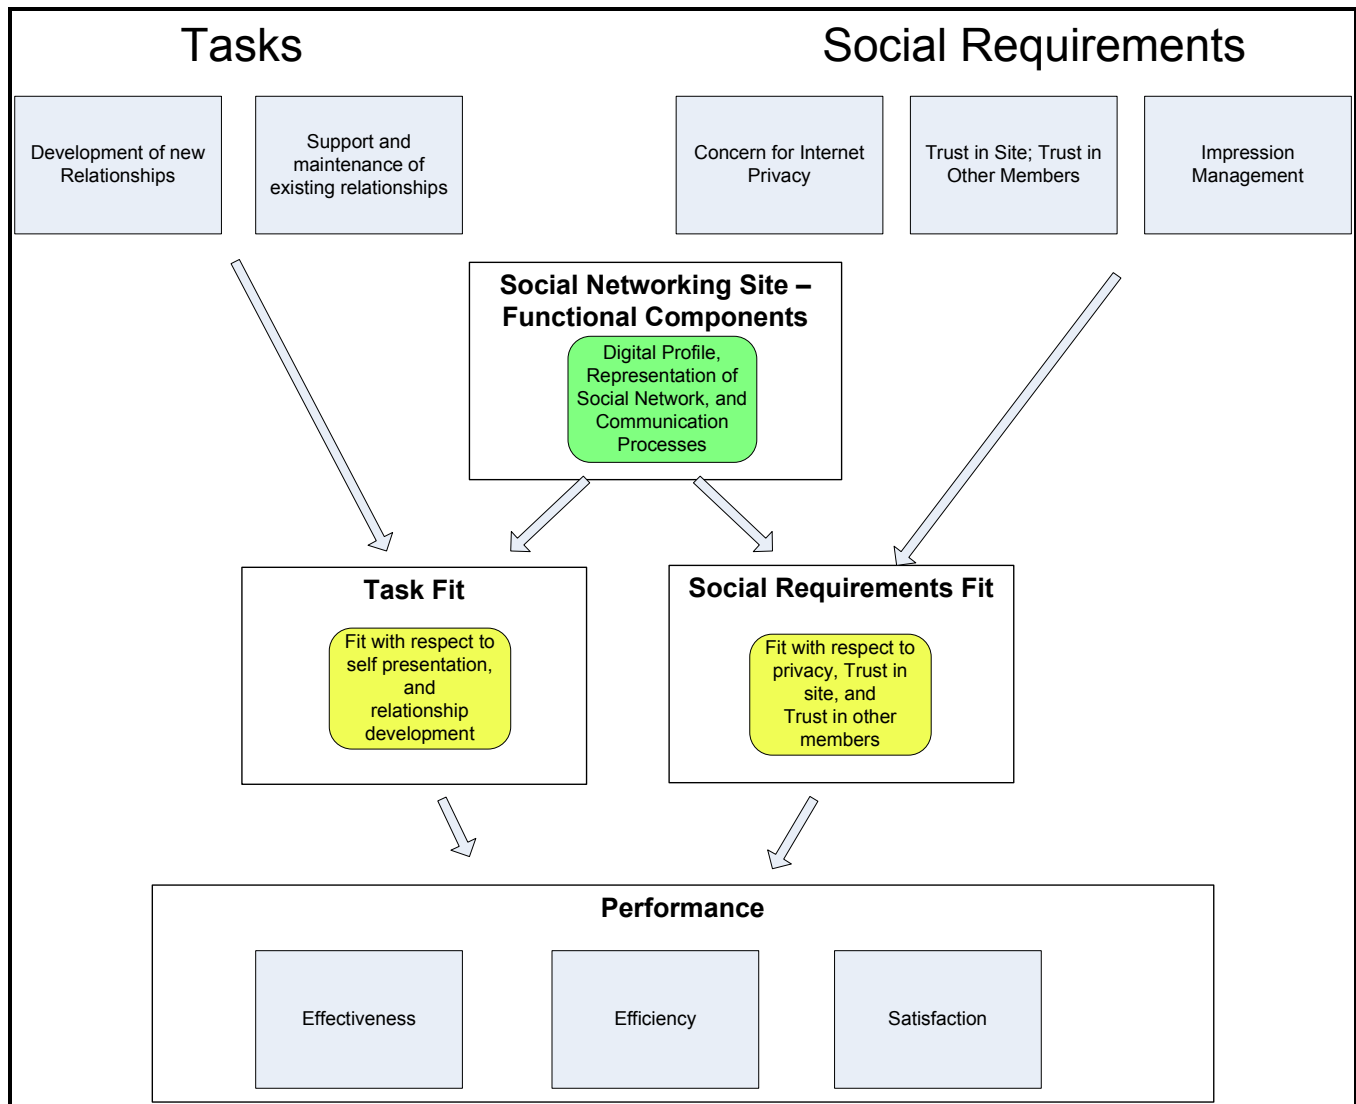 Tasks
Social Requirements
Development of new
Relationships
Support and
maintenance of
existing relationships
Concern for Internet
Privacy
Trust in Site; Trust in
Other Members
Impression
Management
Social Networking Site –
Functional Components
Digital Profile,
Representation of
Social Network, and
Communication
Processes
Task Fit
Fit with respect to
self presentation,
and
relationship
development
Social Requirements Fit
Fit with respect to
privacy, Trust in
site, and
Trust in other
members
Performance
Effectiveness
Efficiency
Satisfaction